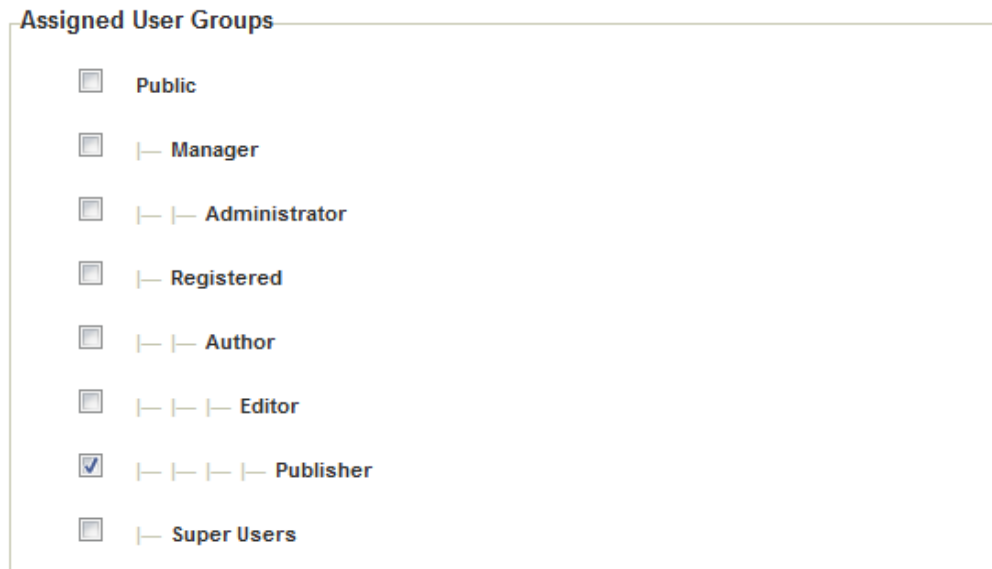 Assigned User Groups
Public
|— Manager
|— |— Administrator
|— Registered
|— |— Author
|— |— |— Editor
|— |— |— |— Publisher
|— Super Users